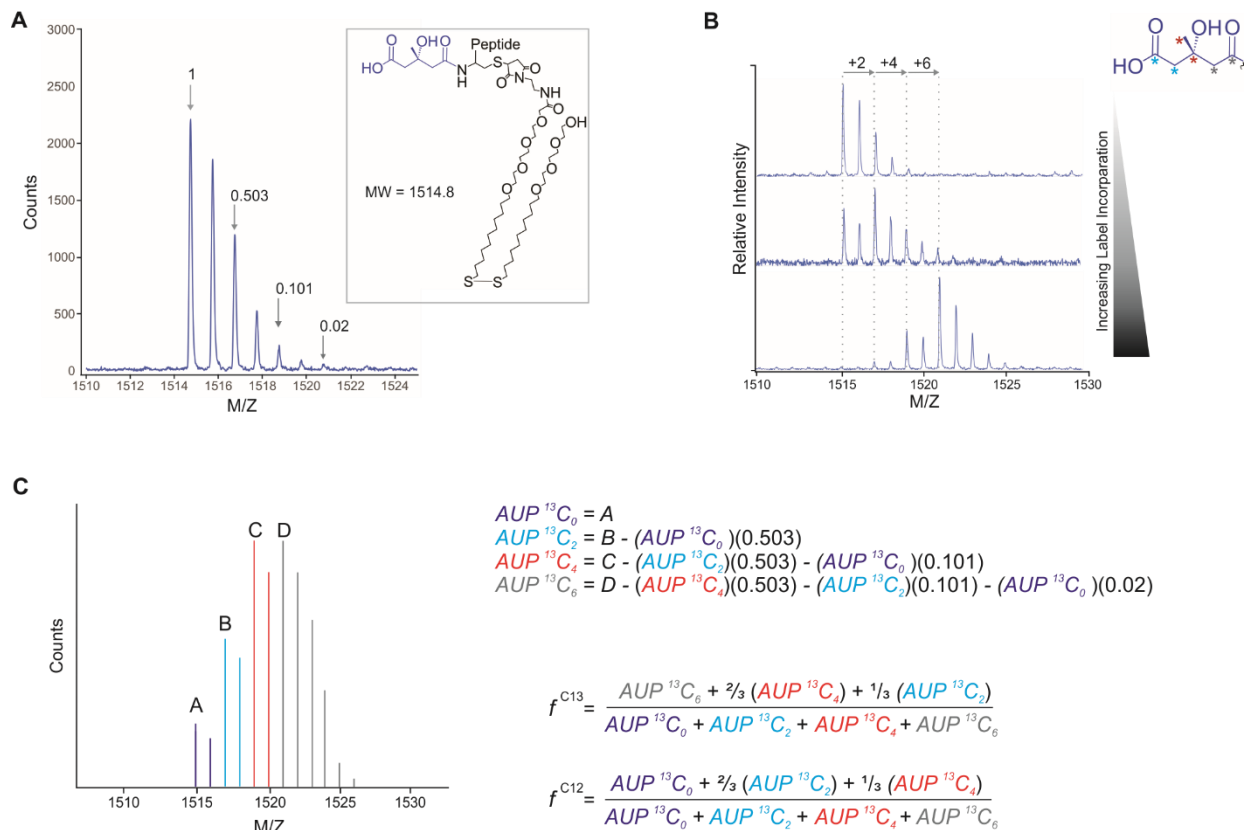 A
3000
2500
2000
1500
1000
500
0
Counts
1
0.503
0.101
0.02
1510
1512
1514
1516
1518
1520
1522
1524
M/Z
HO
O
OH
O
N
H
Peptide
S
O
N
O
NH
O
O
O
O
O
O
O
O
OH
S
S
MW = 1514.8
B
+2
+4
+6
Relative Intensity
1510
1515
1520
1525
1530
M/Z
O
OH
O
HO
*
*
*
*
*
*
Increasing Label Incorparation
C
Counts
A
B
C
D
1510
1515
1520
1525
1530
M/Z
AUP ¹³C₀ = A
AUP ¹³C₂ = B - (AUP ¹³C₀)(0.503)
AUP ¹³C₄ = C - (AUP ¹³C₂)(0.503) - (AUP ¹³C₀)(0.101)
AUP ¹³C₆ = D - (AUP ¹³C₄)(0.503) - (AUP ¹³C₂)(0.101) - (AUP ¹³C₀)(0.02)
f C13 = AUP ¹³C₆ + ⅔ (AUP ¹³C₄) + ⅓ (AUP ¹³C₂)
AUP ¹³C₀ + AUP ¹³C₂ + AUP ¹³C₄ + AUP ¹³C₆
f C12 = AUP ¹³C₀ + ⅔ (AUP ¹³C₂) + ⅓ (AUP ¹³C₄)
AUP ¹³C₀ + AUP ¹³C₂ + AUP ¹³C₄ + AUP ¹³C₆